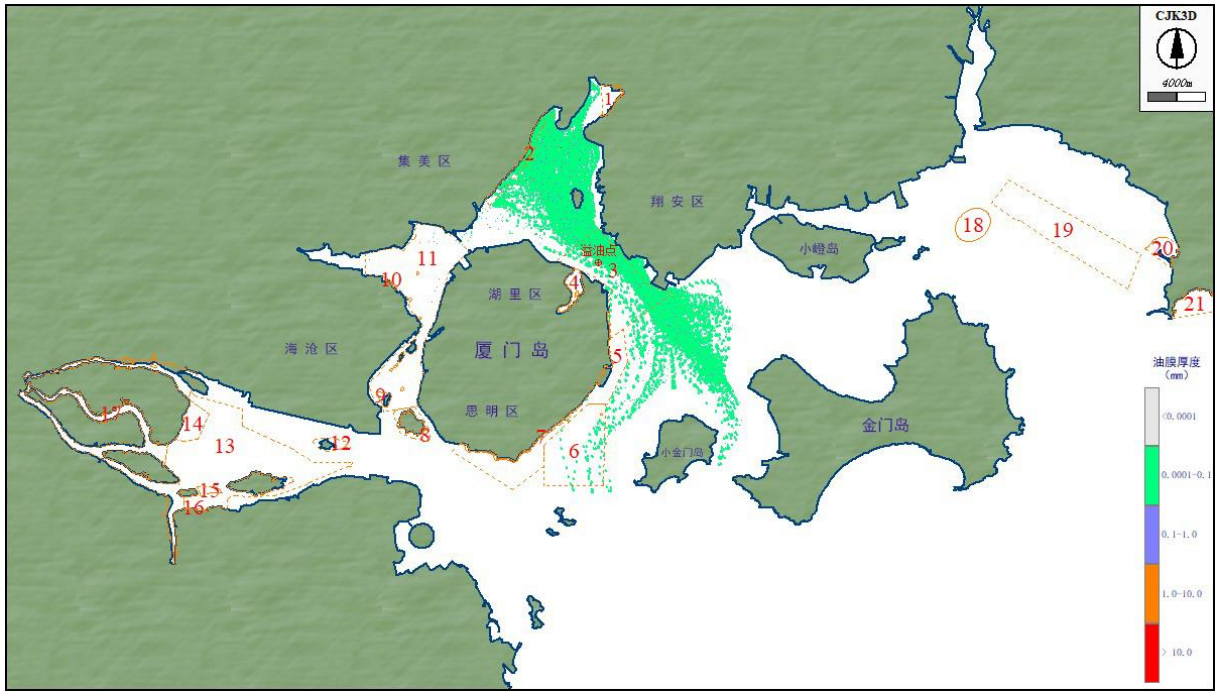 CJK3D
4000m
1
2
集美区
翔安区
18
19
小嶝岛
20
11
溢油点
3
10
4
湖里区
21
海沧区
厦门岛
5
油膜厚度
(mm)
9
17
14
思明区
<0.0001
8
7
13
12
6
小金门岛
金门岛
0.0001-0.1
15
16
0.1-1.0
1.0-10.0
> 10.0